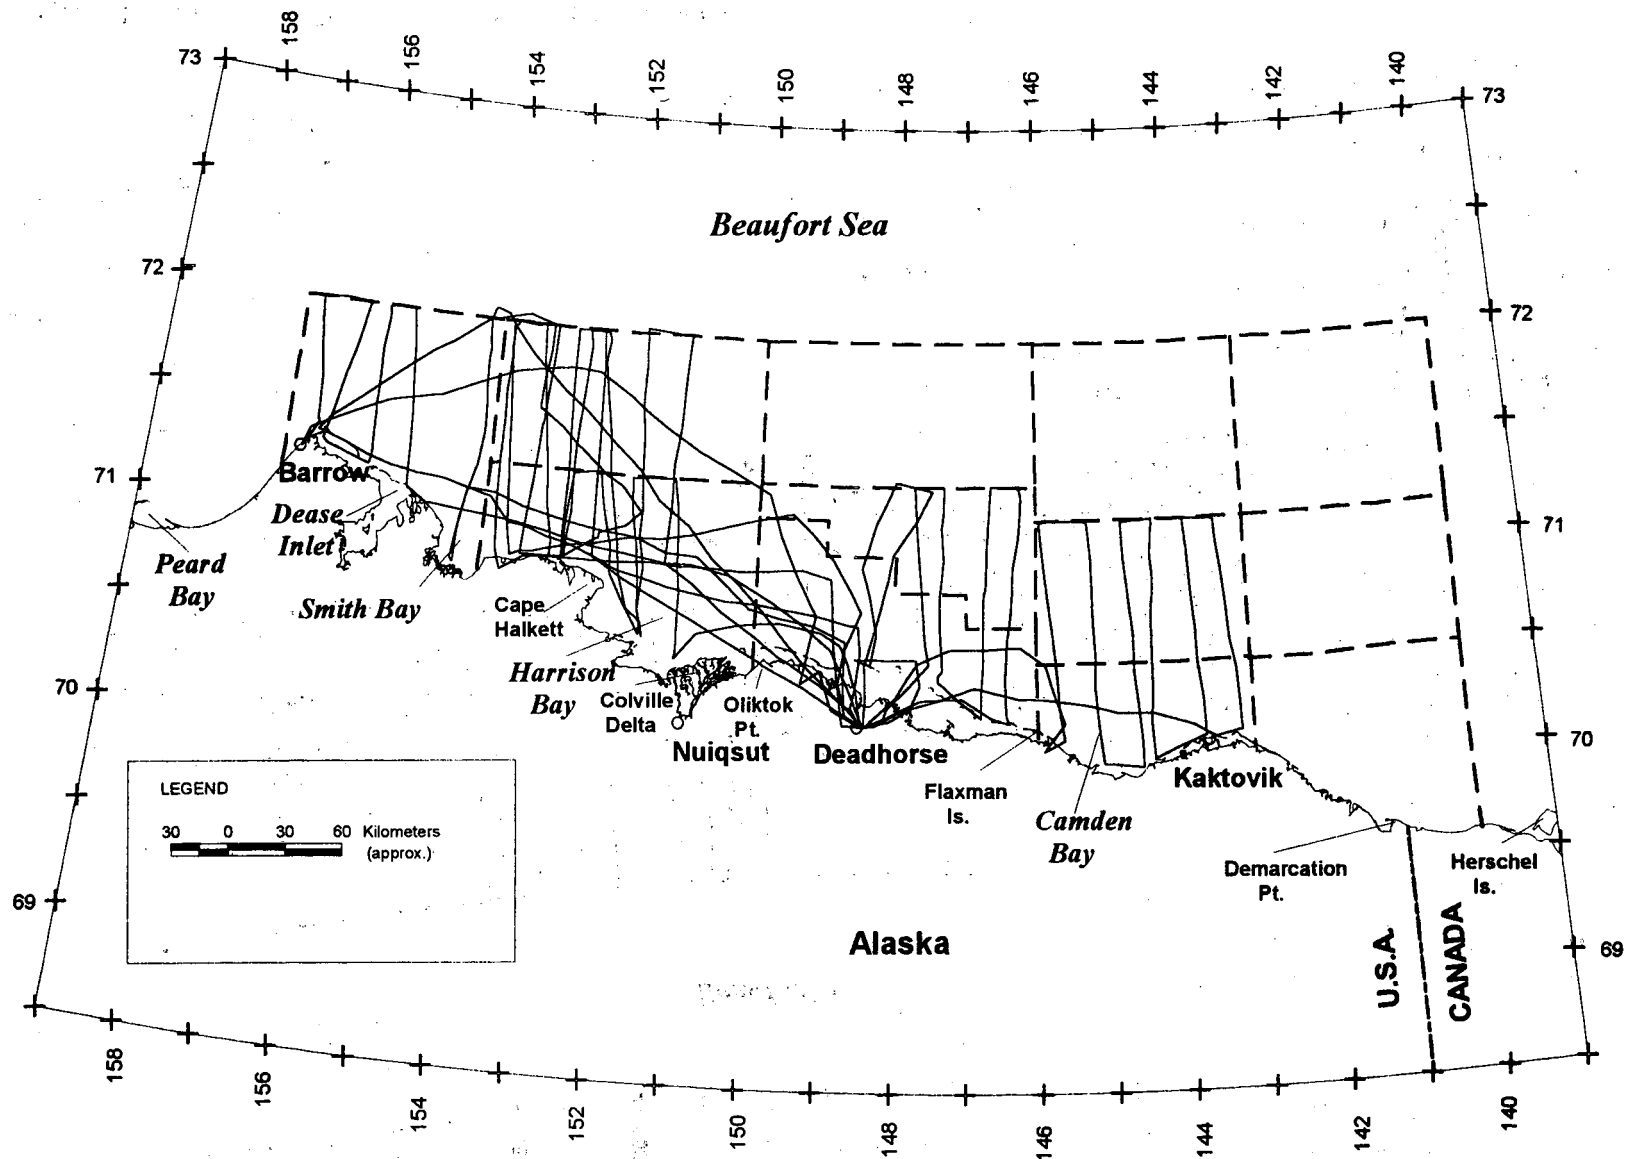 158
156
154
152
150
148
146
144
142
140
73
73
Beaufort Sea
72
72
71
71
Barrow
Dease
Inlet
Peard
Bay
Smith Bay
Cape
Halkett
Harrison
Bay
Colville
Delta
Oliktok
Pt.
Nuiqsut
Deadhorse
Flaxman
Is.
Camden
Bay
Kaktovik
Demarcation
Pt.
Herschel
Is.
70
70
LEGEND
30 0 30 60 Kilometers
(approx.)
69
69
Alaska
U.S.A.
CANADA
158
156
154
152
150
148
146
144
142
140